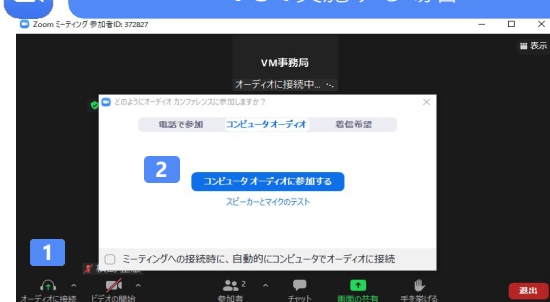 Zoom ミーティング 参加者ID: 372827
表示
VM事務局
オーディオに接続中...
どのようにオーディオ カンファレンスに参加しますか？
電話で参加 コンピュータ オーディオ 着信希望
2
コンピュータ オーディオに参加する
スピーカーとマイクのテスト
1
ミーティングへの接続時に、自動的にコンピュータでオーディオに接続
2
オーディオに接続 ビデオの開始 参加者 チャット 画面の共有 手を挙げる 退出